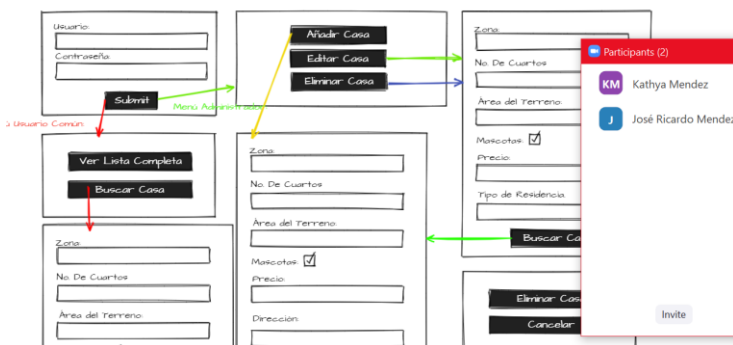 Usuario:
Contraseña:
Submit
Menú Administrador
Usuario Común
Ver Lista Completa
Buscar Casa
Zona:
No. De Cuartos
Área del Terreno:
Añadir Casa
Editar Casa
Eliminar Casa
Zona:
No. De Cuartos
Área del Terreno:
Mascotas:
Precio:
Dirección:
Zona:
No. De Cuartos
Área del Terreno:
Mascotas:
Precio:
Tipo de Residencia
Buscar Ca
Eliminar Cas
Cancelar
Participants (2)
KM Kathya Mendez
J José Ricardo Mendez
Invite